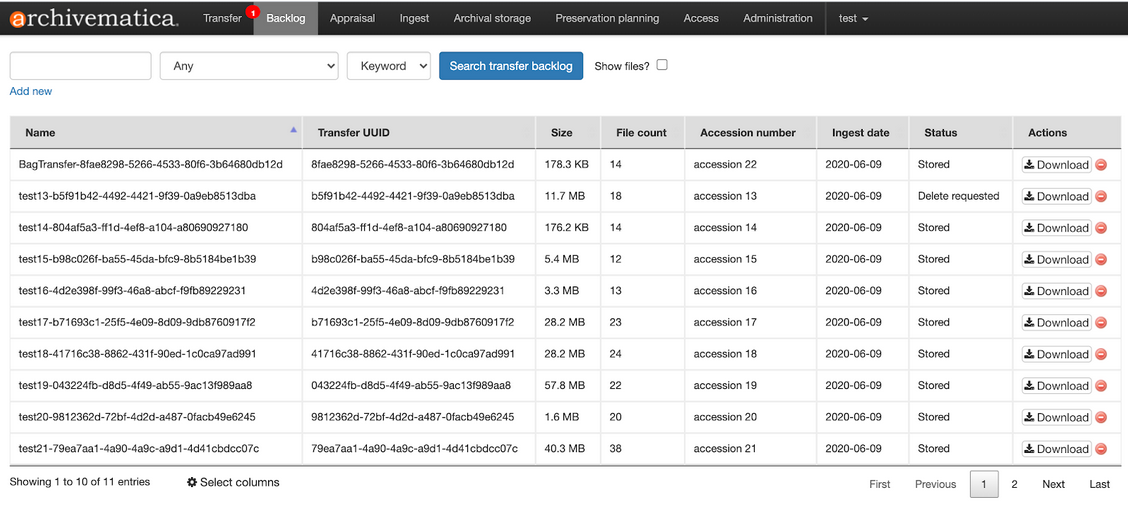 archivematica Transfer 1 Backlog Appraisal Ingest Archival storage Preservation planning Access Administration test
Any Keyword Search transfer backlog Show files?
Add new
Name Transfer UUID Size File count Accession number Ingest date Status Actions
BagTransfer-8fae8298-5266-4533-80f6-3b64680db12d 8fae8298-5266-4533-80f6-3b64680db12d 178.3 KB 14 accession 22 2020-06-09 Stored Download
test13-b5f91b42-4492-4421-9f39-0a9eb8513dba b5f91b42-4492-4421-9f39-0a9eb8513dba 11.7 MB 18 accession 13 2020-06-09 Delete requested Download
test14-804af5a3-ff1d-4ef8-a104-a80690927180 804af5a3-ff1d-4ef8-a104-a80690927180 176.2 KB 14 accession 14 2020-06-09 Stored Download
test15-b98c026f-ba55-45da-bfc9-8b5184be1b39 b98c026f-ba55-45da-bfc9-8b5184be1b39 5.4 MB 12 accession 15 2020-06-09 Stored Download
test16-4d2e398f-99f3-46a8-abcf-f9fb89229231 4d2e398f-99f3-46a8-abcf-f9fb89229231 3.3 MB 13 accession 16 2020-06-09 Stored Download
test17-b71693c1-25f5-4e09-8d09-9db8760917f2 b71693c1-25f5-4e09-8d09-9db8760917f2 28.2 MB 23 accession 17 2020-06-09 Stored Download
test18-41716c38-8862-431f-90ed-1c0ca97ad991 41716c38-8862-431f-90ed-1c0ca97ad991 28.2 MB 24 accession 18 2020-06-09 Stored Download
test19-043224fb-d8d5-4f49-ab55-9ac13f989aa8 043224fb-d8d5-4f49-ab55-9ac13f989aa8 57.8 MB 22 accession 19 2020-06-09 Stored Download
test20-9812362d-72bf-4d2d-a487-0facb49e6245 9812362d-72bf-4d2d-a487-0facb49e6245 1.6 MB 20 accession 20 2020-06-09 Stored Download
test21-79ea7aa1-4a90-4a9c-a9d1-4d41cbdcc07c 79ea7aa1-4a90-4a9c-a9d1-4d41cbdcc07c 40.3 MB 38 accession 21 2020-06-09 Stored Download
Showing 1 to 10 of 11 entries Select columns First Previous 1 2 Next Last